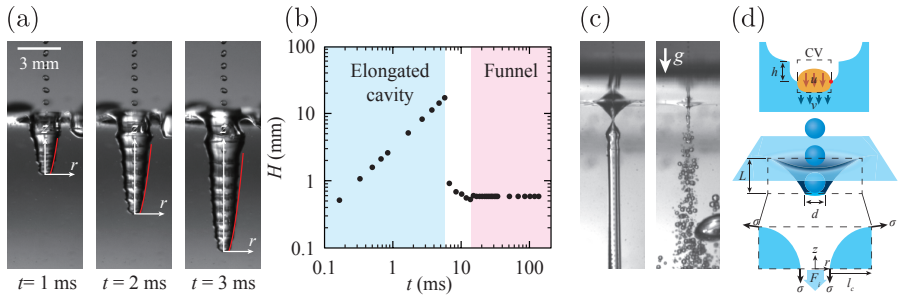 (a)
3 mm
z
z
z
r
r
r
t= 1 ms
t = 2 ms
t = 3 ms
(b)
100
10
1
0.1
H (mm)
Elongated
cavity
Funnel
0.1
1
10
100
t (ms)
(c)
g
(d)
CV
h
u
v
L
d
σ
σ
z
r
F
σ
σ
l_c